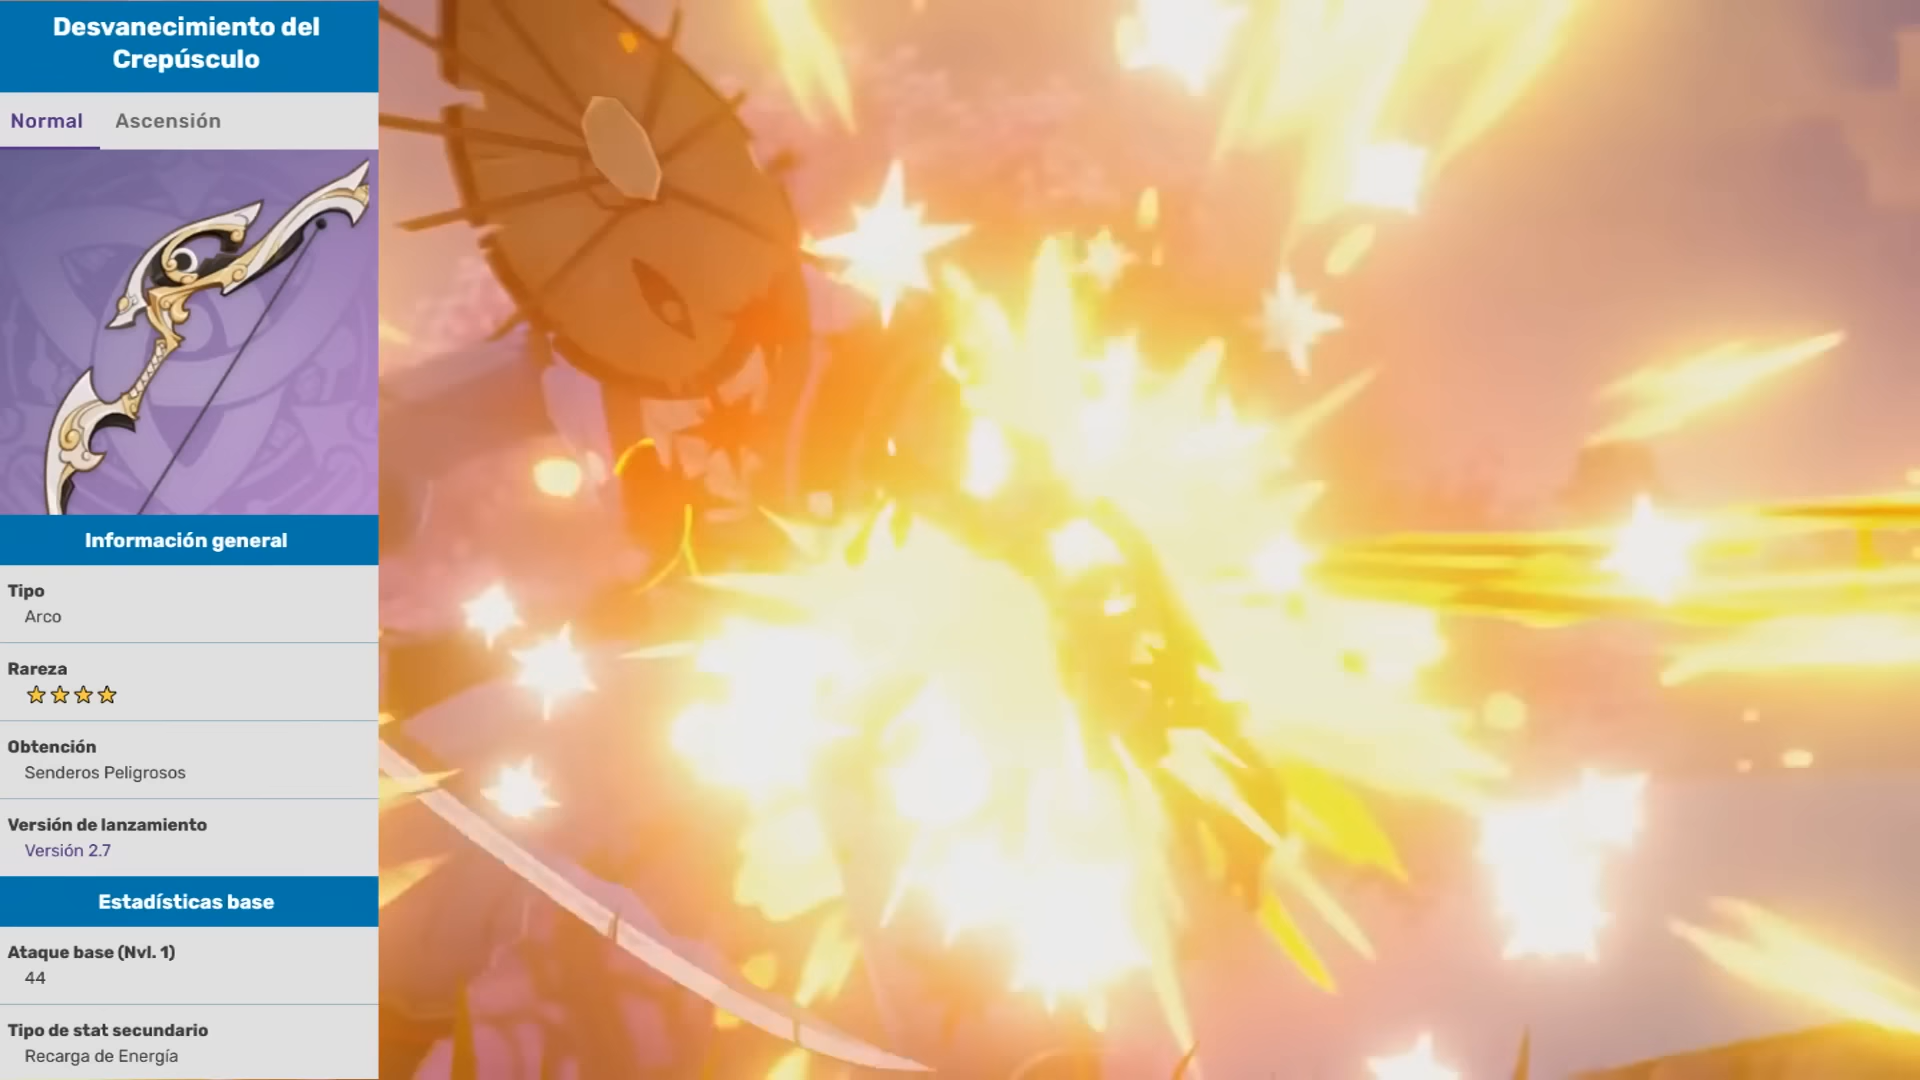 Desvanecimiento del
Crepúsculo
Normal Ascensión
Información general
Tipo
Arco
Rareza
Obtención
Senderos Peligrosos
Versión de lanzamiento
Versión 2.7
Estadísticas base
Ataque base (Nvl. 1)
44
Tipo de stat secundario
Recarga de Energía